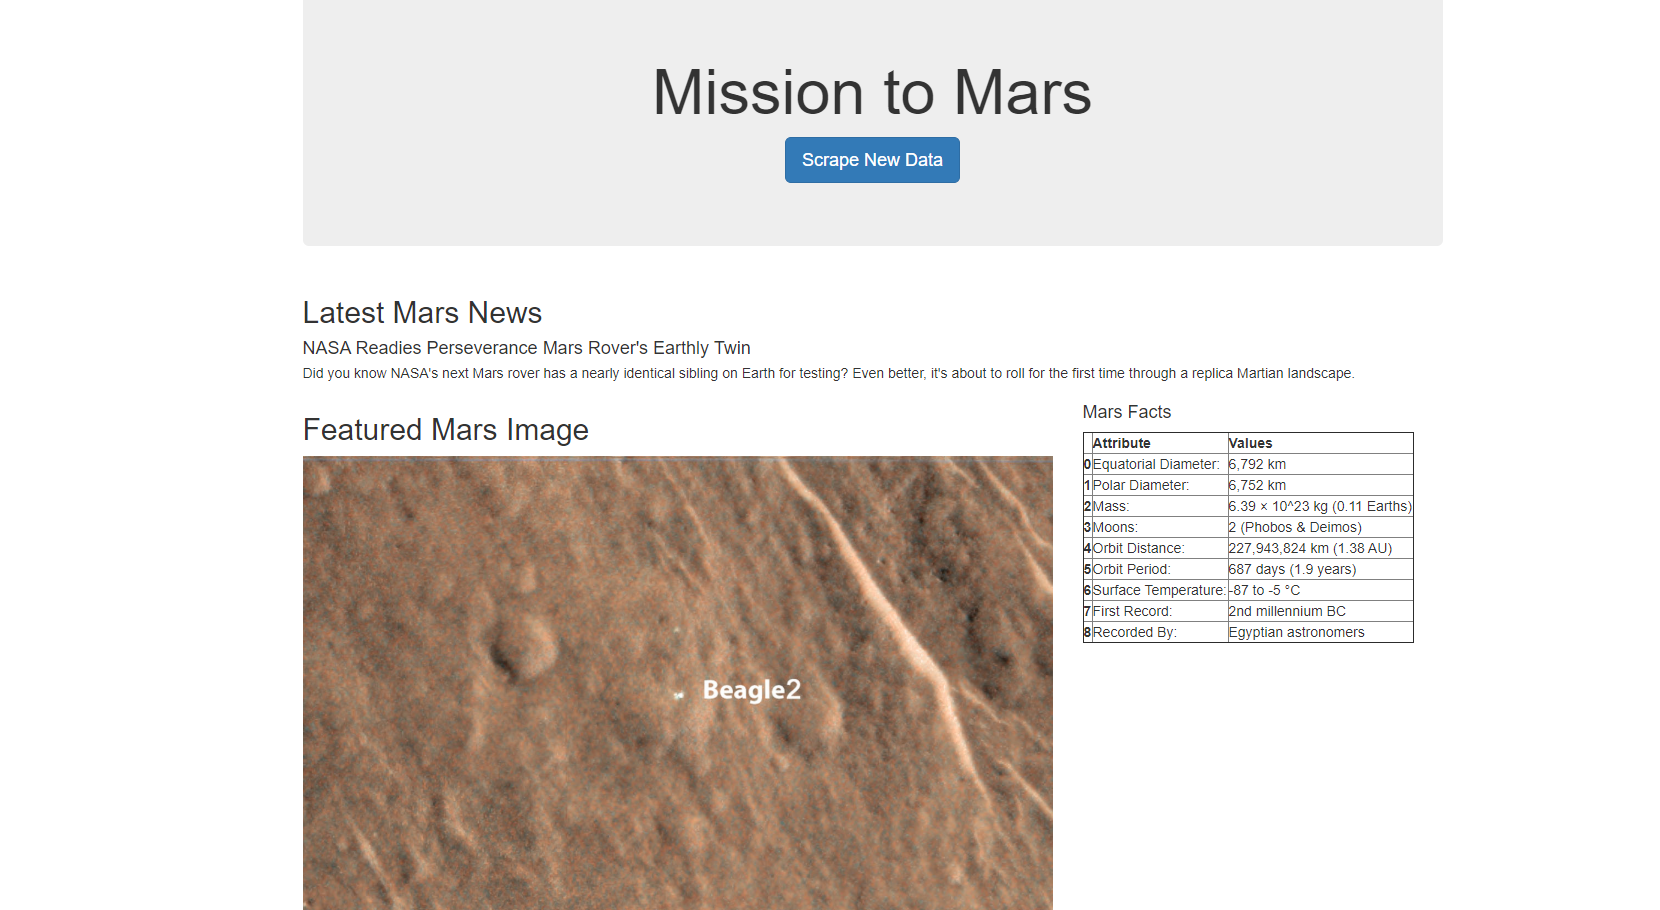 Mission to Mars
Scrape New Data
Latest Mars News
NASA Readies Perseverance Mars Rover's Earthly Twin
Did you know NASA's next Mars rover has a nearly identical sibling on Earth for testing? Even better, it's about to roll for the first time through a replica Martian landscape.
Featured Mars Image
Beagle2
Mars Facts
Attribute Values
0 Equatorial Diameter: 6,792 km
1 Polar Diameter: 6,752 km
2 Mass: 6.39 × 10^23 kg (0.11 Earths)
3 Moons: 2 (Phobos & Deimos)
4 Orbit Distance: 227,943,824 km (1.38 AU)
5 Orbit Period: 687 days (1.9 years)
6 Surface Temperature: -87 to -5 °C
7 First Record: 2nd millennium BC
8 Recorded By: Egyptian astronomers